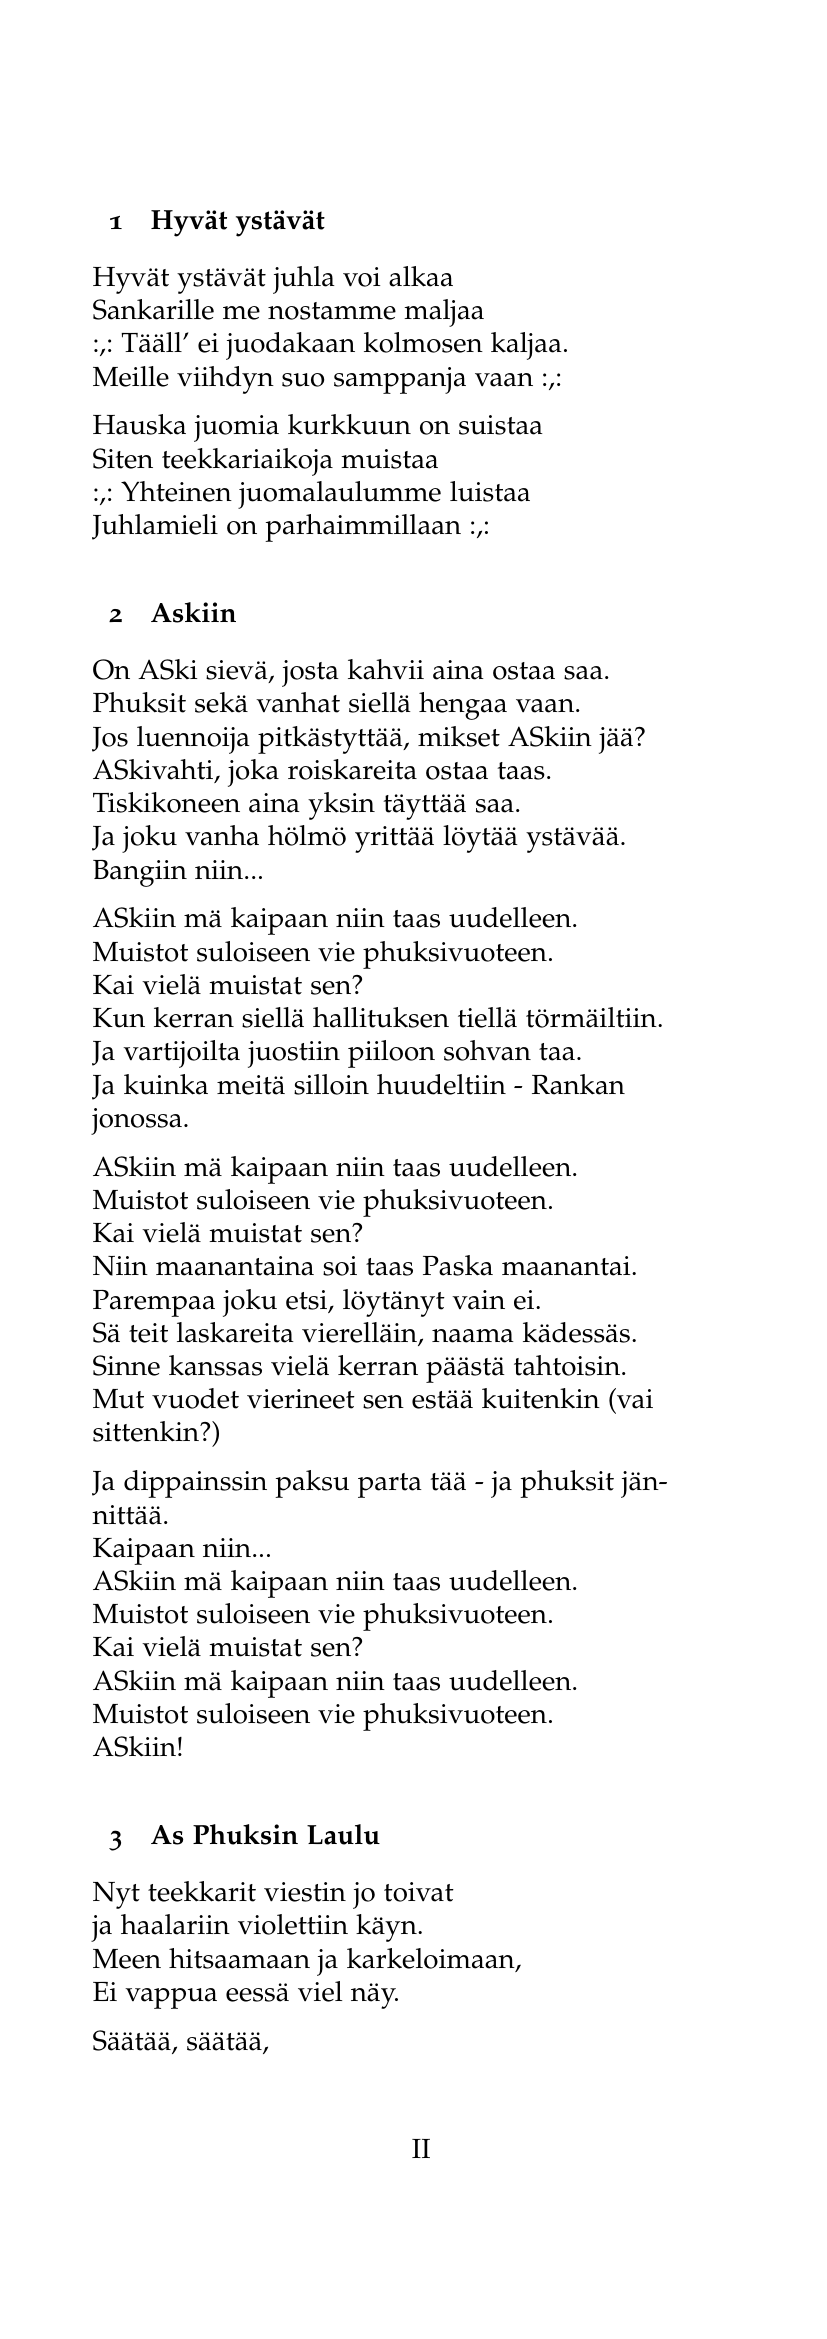 1 Hyvät ystävät
Hyvät ystävät juhla voi alkaa
Sankarille me nostamme maljaa
:,: Tääll’ ei juodakaan kolmosen kaljaa.
Meille viihdyn suo samppanja vaan :,:
Hauska juomia kurkkuun on suistaa
Siten teekkariaikoja muistaa
:,: Yhteinen juomalaulumme luistaa
Juhlamieli on parhaimmillaan :,:
2 Askiin
On ASki sievä, josta kahvii aina ostaa saa.
Phuksit sekä vanhat siellä hengaa vaan.
Jos luennoija pitkästyttää, mikset ASkiin jää?
ASkivahti, joka roiskareita ostaa taas.
Tiskikoneen aina yksin täyttää saa.
Ja joku vanha hölmö yrittää löytää ystävää.
Bangiin niin...
ASkiin mä kaipaan niin taas uudelleen.
Muistot suloiseen vie phuksivuoteen.
Kai vielä muistat sen?
Kun kerran siellä hallituksen tiellä törmäiltiin.
Ja vartijoilta juostiin piiloon sohvan taa.
Ja kuinka meitä silloin huudeltiin - Rankan
jonossa.
ASkiin mä kaipaan niin taas uudelleen.
Muistot suloiseen vie phuksivuoteen.
Kai vielä muistat sen?
Niin maanantaina soi taas Paska maanantai.
Parempaa joku etsi, löytänyt vain ei.
Sä teit laskareita vierelläin, naama kädessäs.
Sinne kanssas vielä kerran päästä tahtoisin.
Mut vuodet vierineet sen estää kuitenkin (vai
sittenkin?)
Ja dippainssin paksu parta tää - ja phuksit jän-
nittää.
Kaipaan niin...
ASkiin mä kaipaan niin taas uudelleen.
Muistot suloiseen vie phuksivuoteen.
Kai vielä muistat sen?
ASkiin mä kaipaan niin taas uudelleen.
Muistot suloiseen vie phuksivuoteen.
ASkiin!
3 As Phuksin Laulu
Nyt teekkarit viestin jo toivat
ja haalariin violettiin käyn.
Meen hitsaamaan ja karkeloimaan,
Ei vappua eessä viel näy.
Säätää, säätää,
II